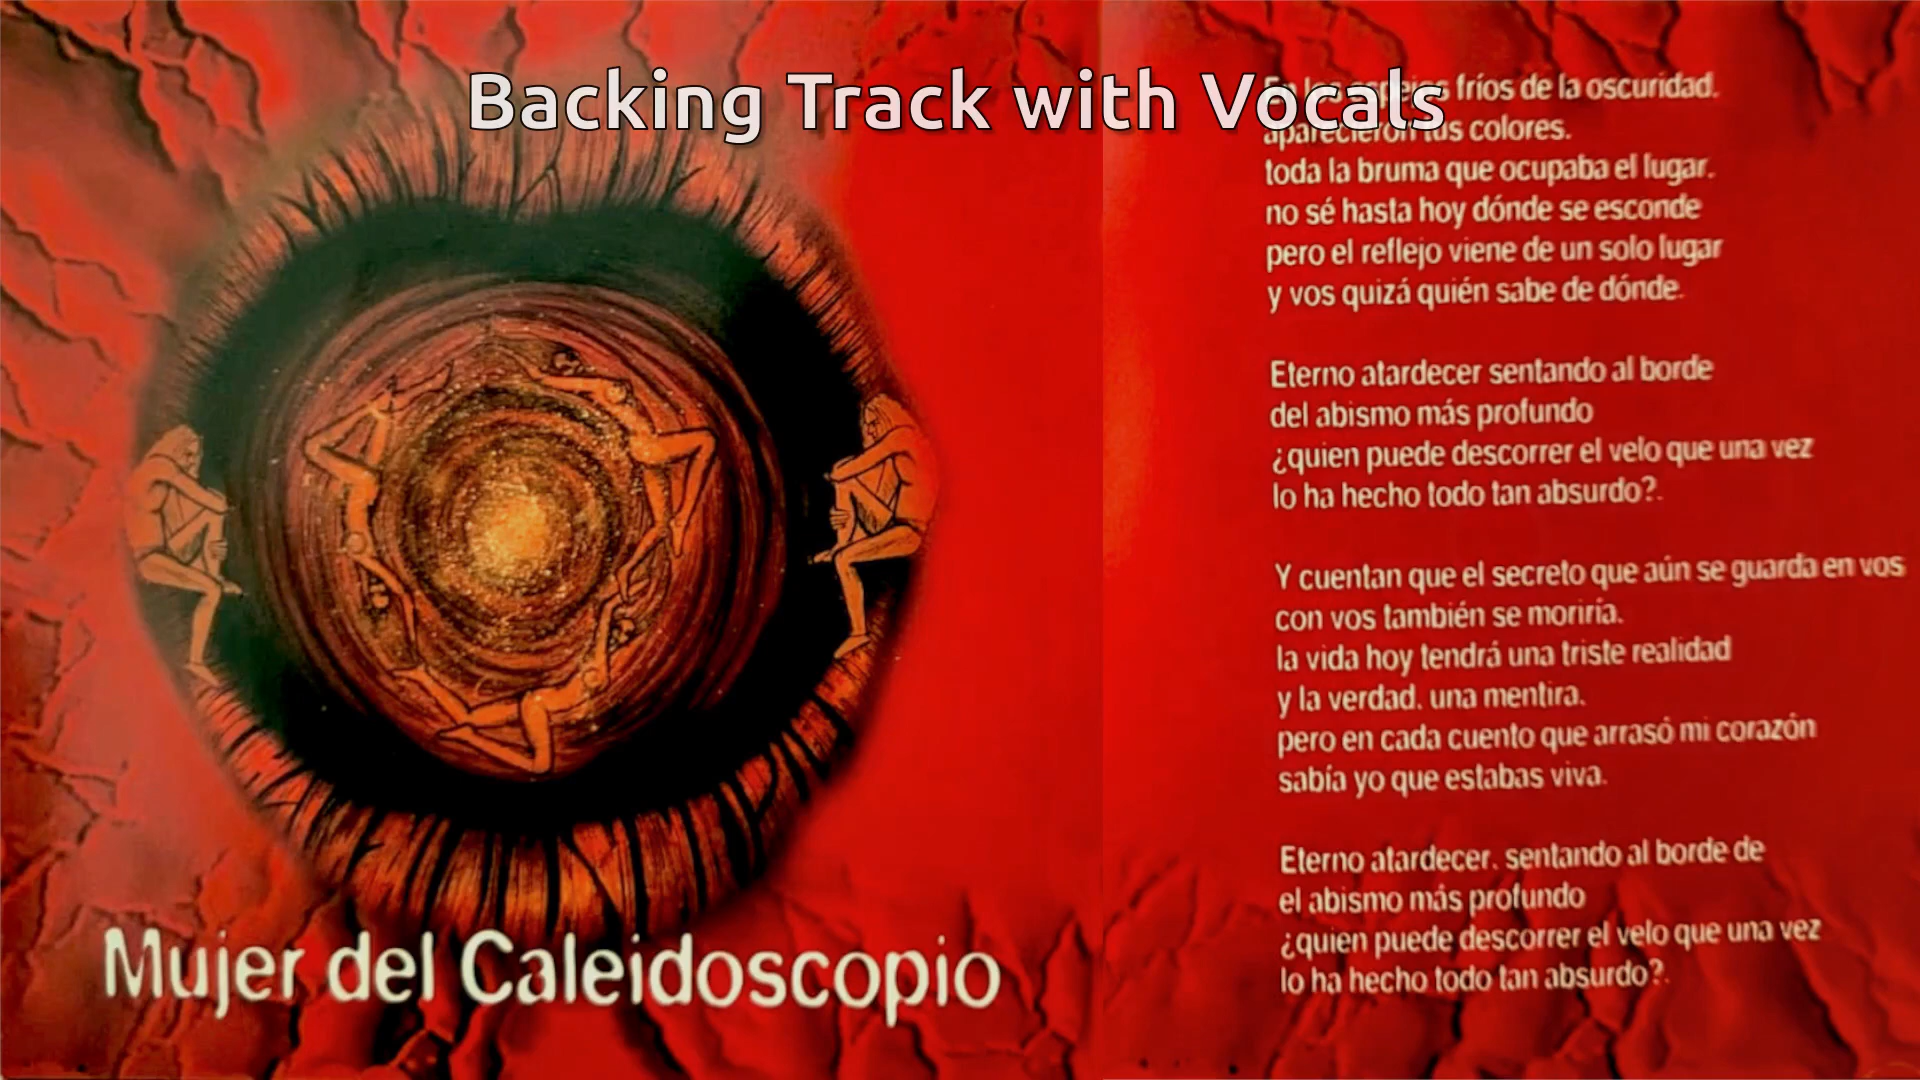 Backing Track with Vocals
fríos de la oscuridad.
aparecieron tus colores.
toda la bruma que ocupaba el lugar.
no sé hasta hoy dónde se esconde
pero el reflejo viene de un solo lugar
y vos quizá quién sabe de dónde.
Eterno atardecer sentando al borde
del abismo más profundo
¿quien puede descorrer el velo que una vez
lo ha hecho todo tan absurdo?.
Y cuentan que el secreto que aún se guarda en vos
con vos también se moriría.
la vida hoy tendrá una triste realidad
y la verdad. una mentira.
pero en cada cuento que arrasó mi corazón
sabía yo que estabas viva.
Eterno atardecer. sentando al borde de
el abismo más profundo
¿quien puede descorrer el velo que una vez
lo ha hecho todo tan absurdo?.
Mujer del Caleidoscopio